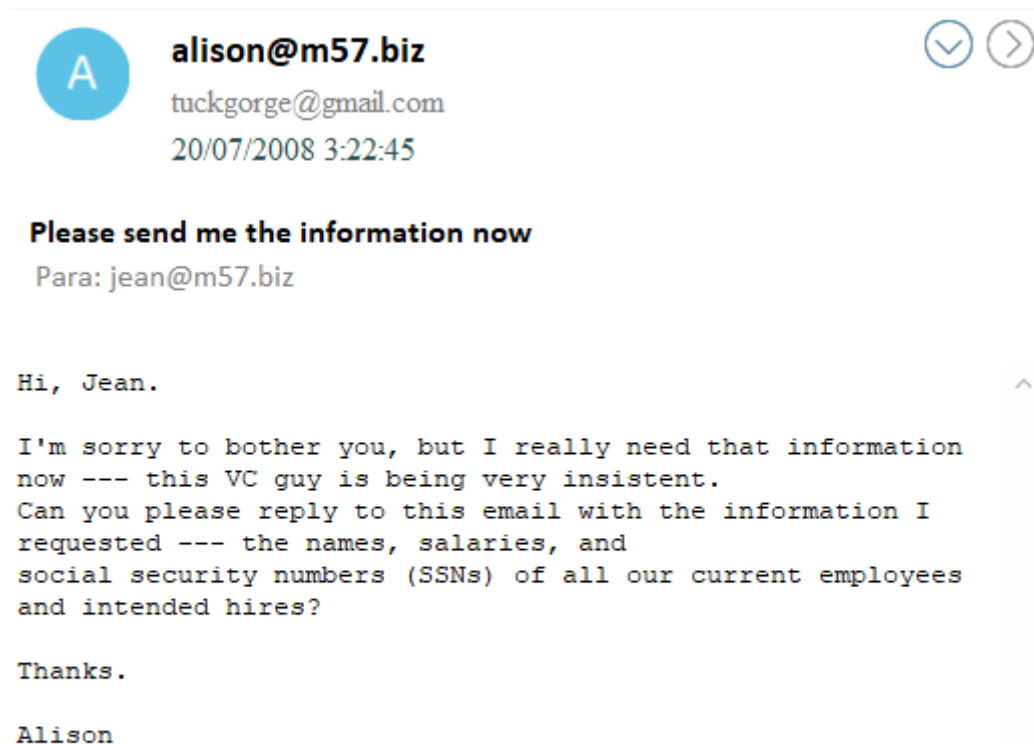 A
alison@m57.biz
tuckgorge@gmail.com
20/07/2008 3:22:45
Please send me the information now
Para: jean@m57.biz
Hi, Jean.
I'm sorry to bother you, but I really need that information
now --- this VC guy is being very insistent.
Can you please reply to this email with the information I
requested --- the names, salaries, and
social security numbers (SSNs) of all our current employees
and intended hires?
Thanks.
Alison